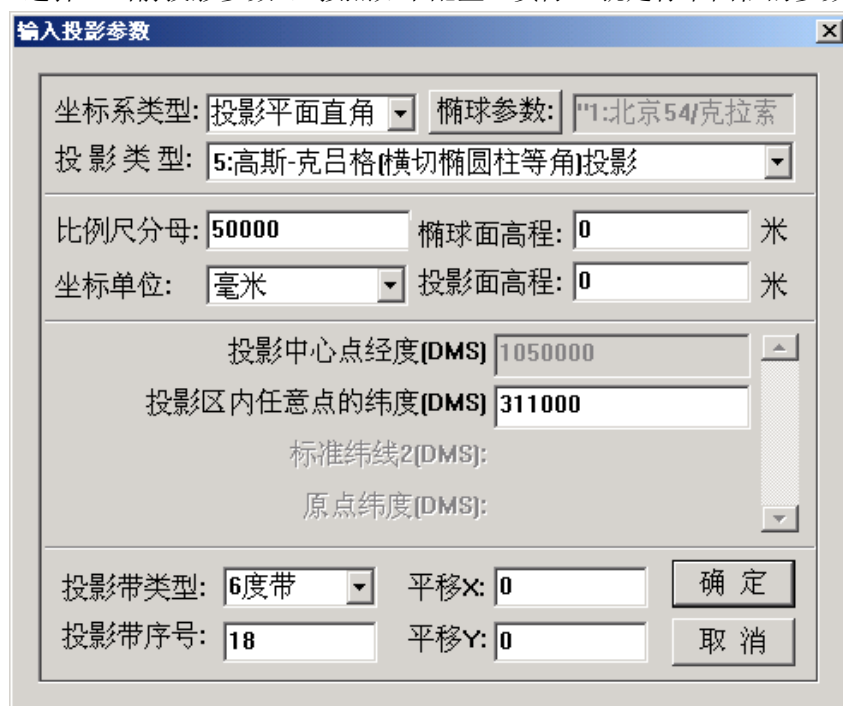 输入投影参数
坐标系类型: 投影平面直角 椭球参数: "1:北京54/克拉索
投影类型: 5:高斯-克吕格(横切椭圆柱等角)投影
比例尺分母: 50000 椭球面高程: 0 米
坐标单位: 毫米 投影面高程: 0 米
投影中心点经度(DMS) 1050000
投影区内任意点的纬度(DMS) 311000
标准纬线2(DMS):
原点纬度(DMS):
投影带类型: 6度带 平移X: 0 确 定
投影带序号: 18 平移Y: 0 取 消